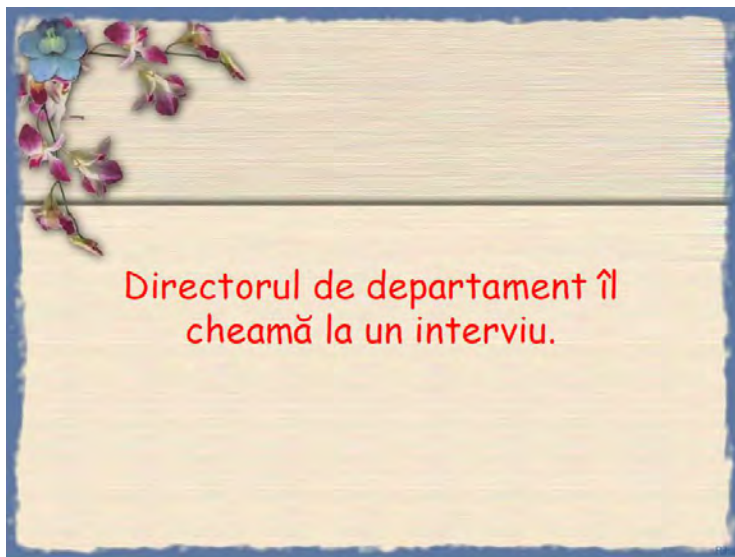 Directorul de departament îl
cheamă la un interviu.